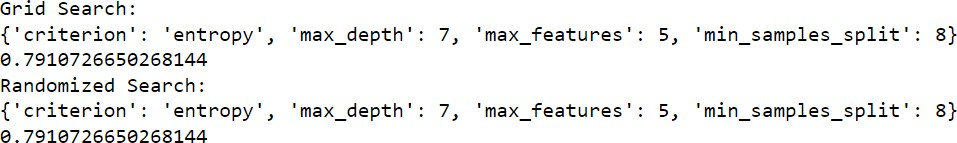 Grid Search:
{'criterion': 'entropy', 'max_depth': 7, 'max_features': 5, 'min_samples_split': 8}
0.7910726650268144
Randomized Search:
{'criterion': 'entropy', 'max_depth': 7, 'max_features': 5, 'min_samples_split': 8}
0.7910726650268144